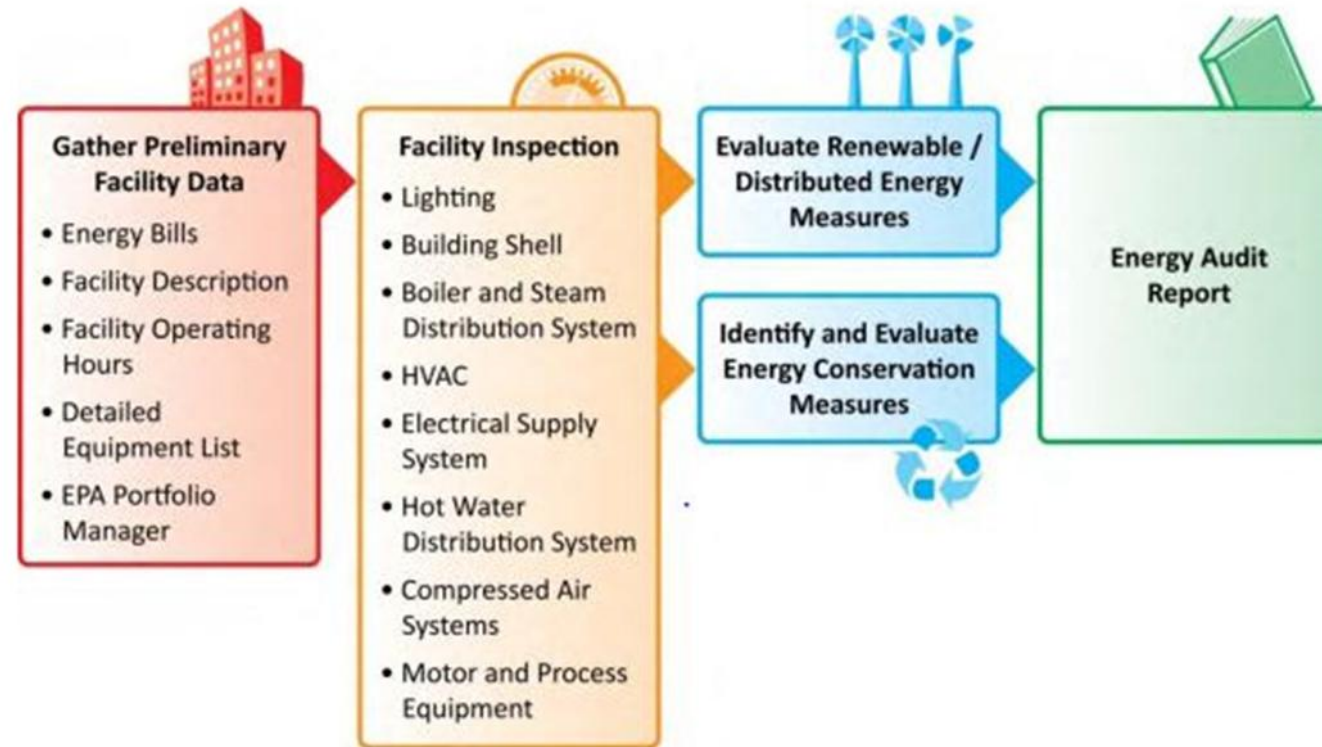 Gather Preliminary
Facility Data
• Energy Bills
• Facility Description
• Facility Operating
Hours
• Detailed
Equipment List
• EPA Portfolio
Manager
Facility Inspection
• Lighting
• Building Shell
• Boiler and Steam
Distribution System
• HVAC
• Electrical Supply
System
• Hot Water
Distribution System
• Compressed Air
Systems
• Motor and Process
Equipment
Evaluate Renewable /
Distributed Energy
Measures
Identify and Evaluate
Energy Conservation
Measures
Energy Audit
Report